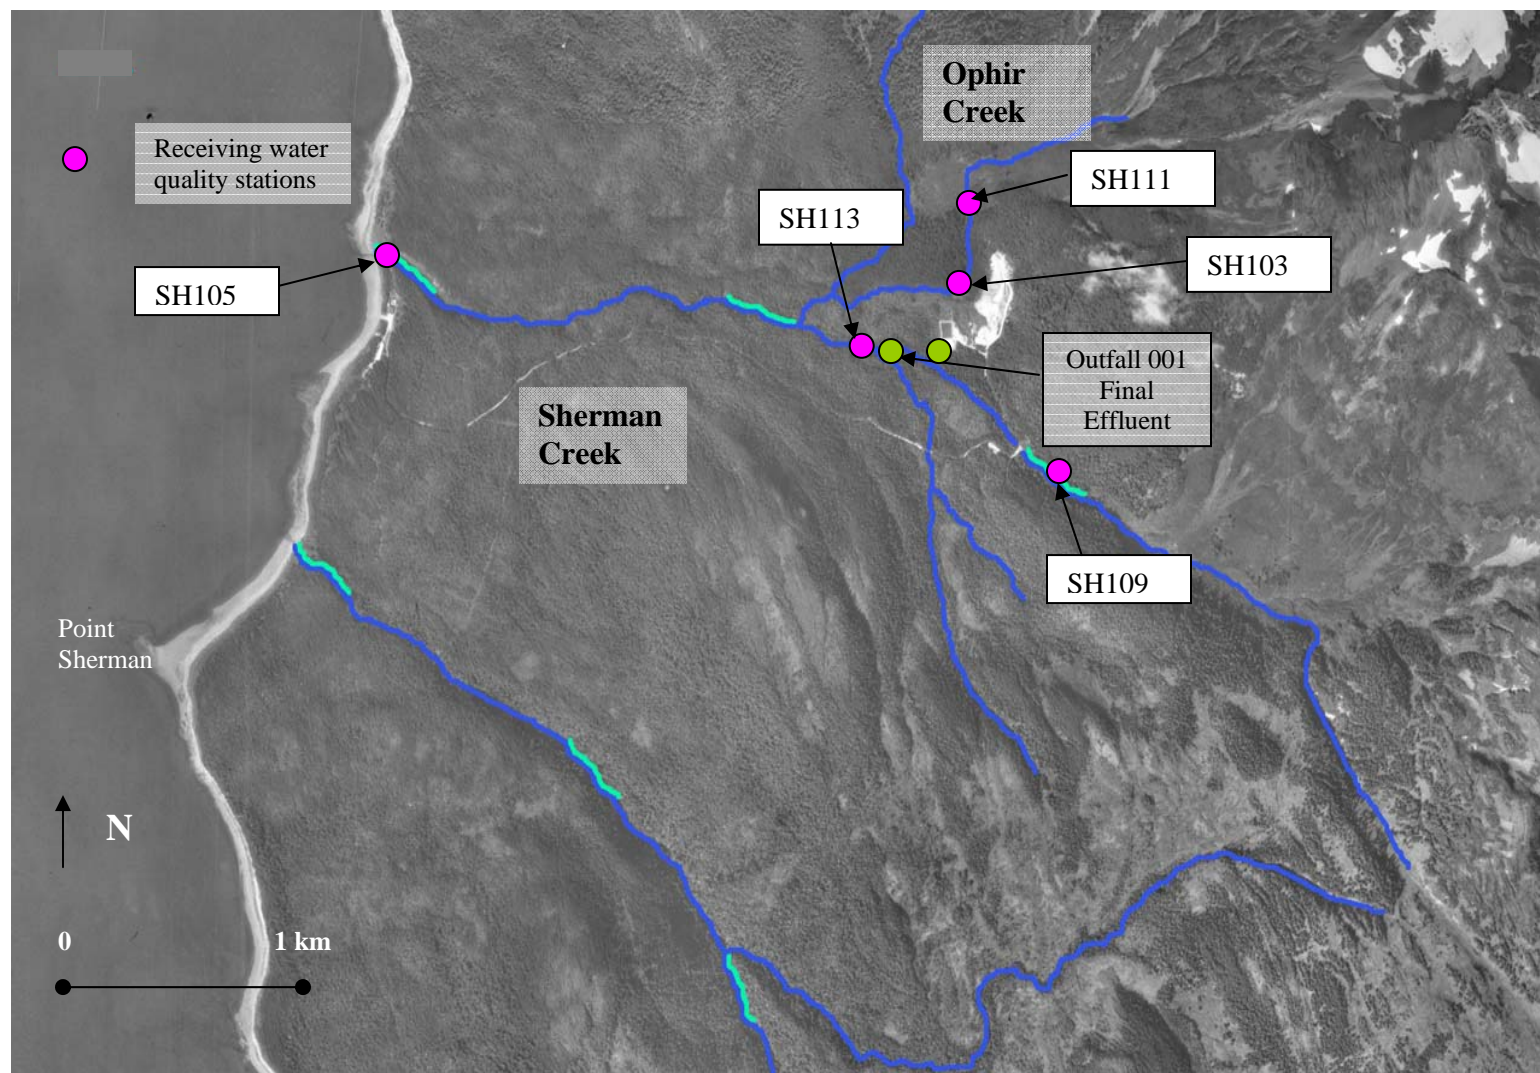 Ophir
Creek
Receiving water
quality stations
SH111
SH113
SH103
SH105
Outfall 001
Final
Effluent
Sherman
Creek
SH109
Point
Sherman
N
0
1 km